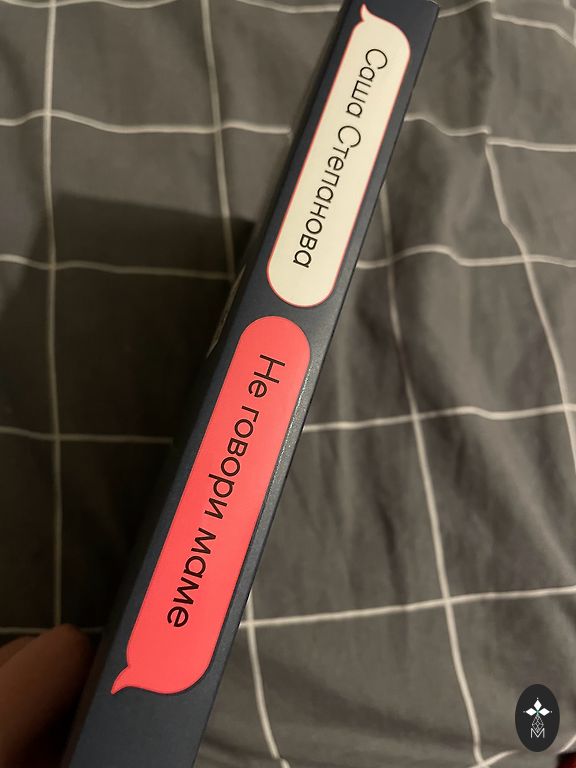 Саша Степанова
Не говори маме